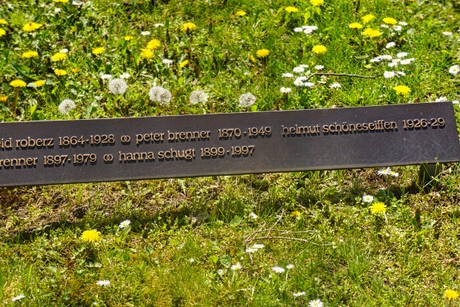 id roberz 1864-1928 ∞ peter brenner 1870-1949 helmut schöneseiffen 1926-29
renner 1897-1979 ∞ hanna schugt 1899-1997